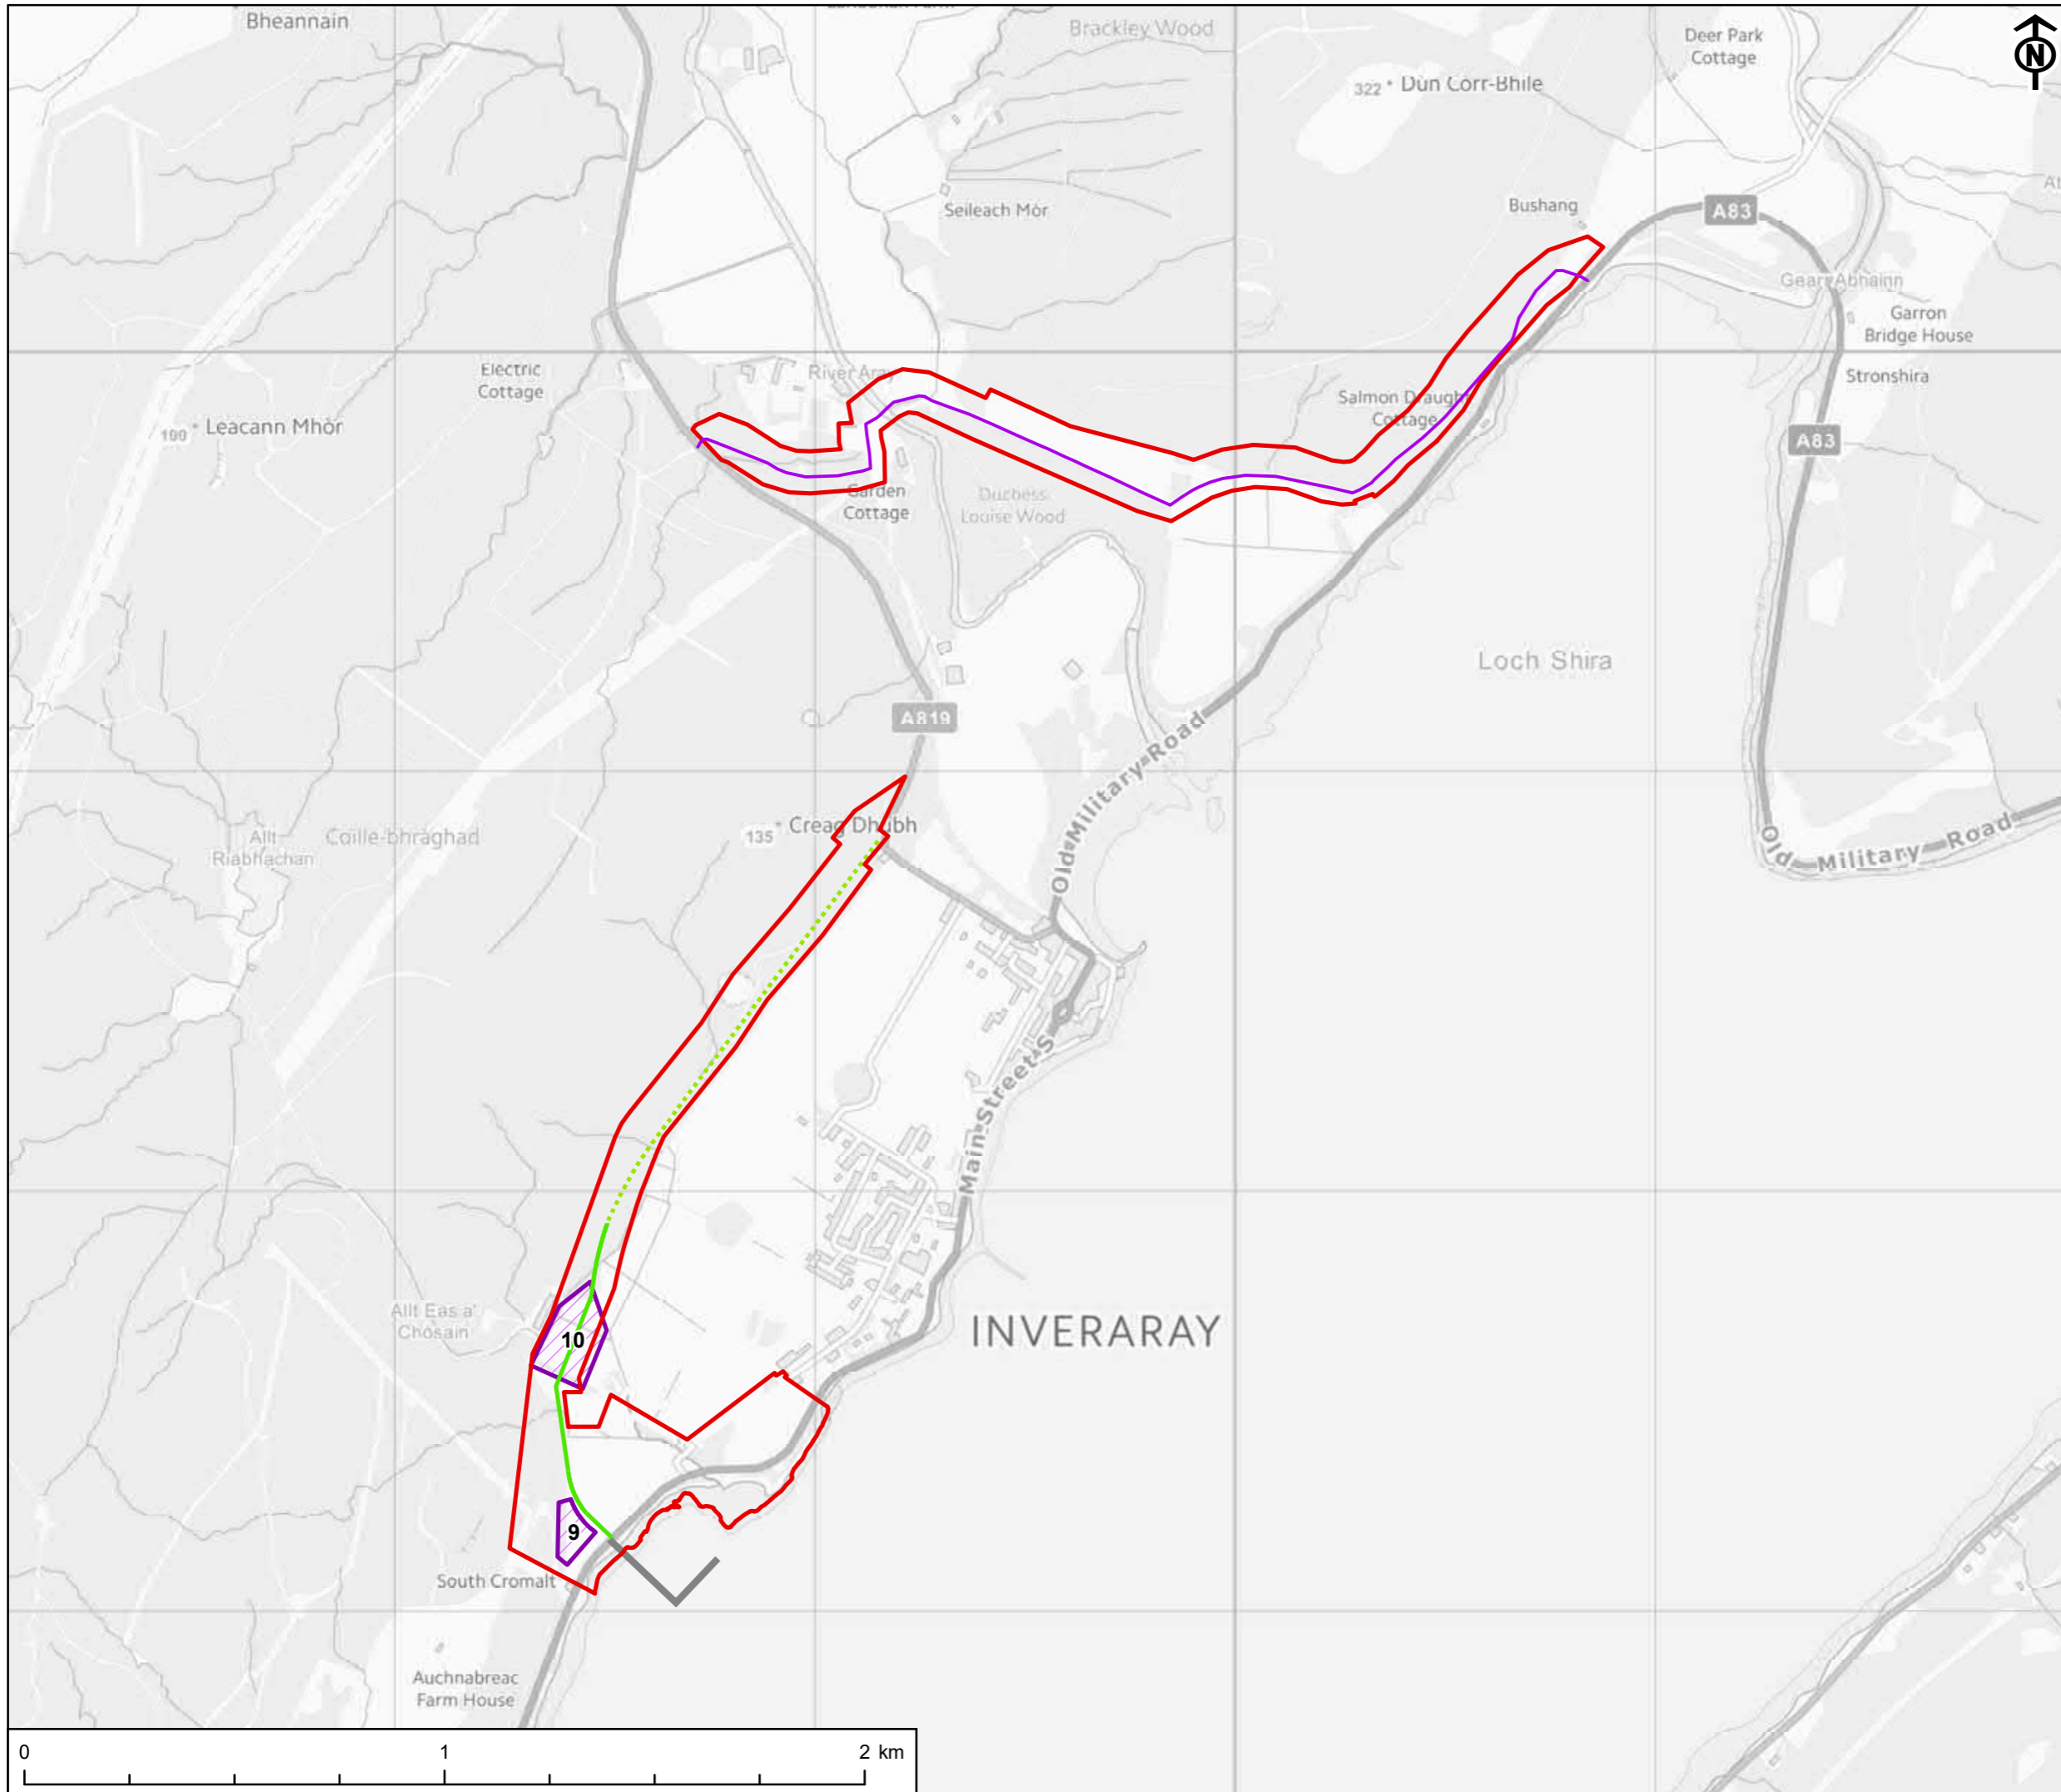 Bheannain
Brackley Wood
Deer Park
Cottage
N
322 Dun Corr-Bhile
Seileach Mòr
Bushang
A83
Geary Abhainn
Garron
Bridge House
Stronshira
Electric
Cottage
River Aray
190 Leacann Mhòr
Salmon Draught
Cottage
A83
Garden
Cottage
Duchess
Louise Wood
Loch Shira
A819
Old Military Road
135 Creag Dhubh
Coille-bhraghad
Allt
Riabhachan
Old Military Road
Main Street S
Allt Eas a'
Chosain
10
INVERARAY
9
South Cromalt
Auchnabreac
Farm House
0 1 2 km